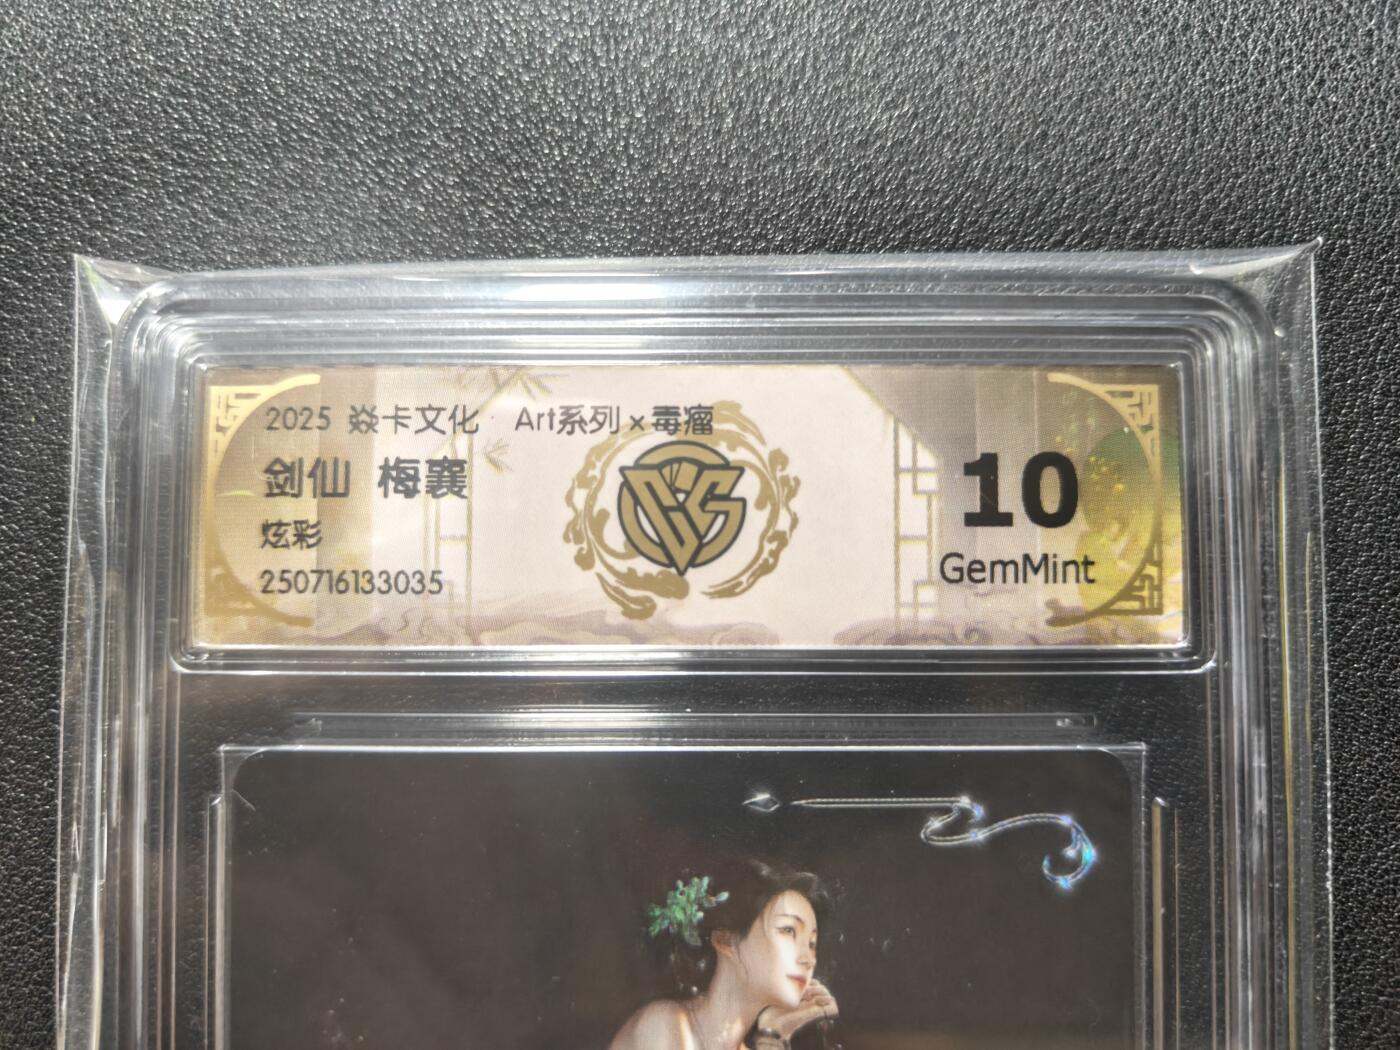 2025 焱卡文化 Art系列×毒瘤
剑仙 梅襄
炫彩
250716133035
10
GemMint